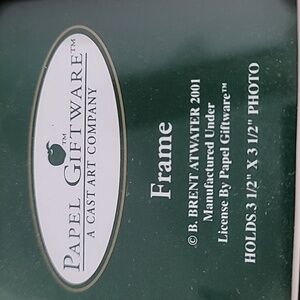 PAPEL GIFTWARE™
A CAST ART COMPANY
Frame
© B. BRENT ATWATER 2001
Manufactured Under
License By Papel Giftware™
HOLDS 3 1/2" X 3 1/2" PHOTO